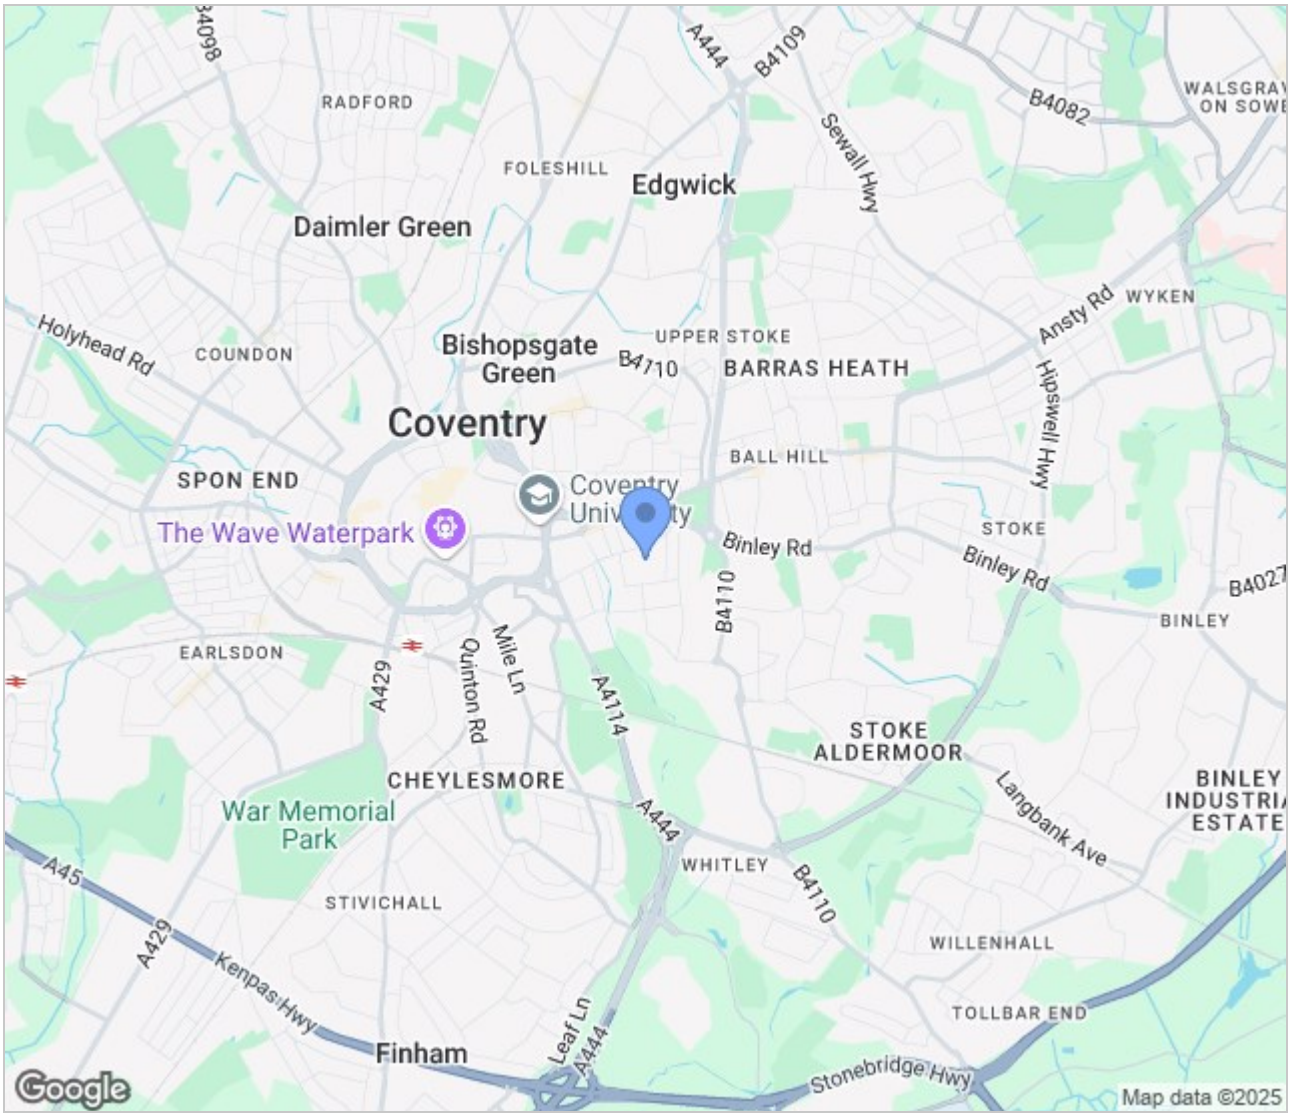 B4098
A444
B4109
RADFORD
B4082
WALSGRAV
ON SOWE
Sewall Hwy
FOLESHILL
Edgwick
Daimler Green
Ansty Rd
WYKEN
Holyhead Rd
COUNDON
Bishopsgate
Green
UPPER STOKE
B4710
BARRAS HEATH
Hipswell Hwy
Coventry
BALL HILL
SPON END
Coventry
University
The Wave Waterpark
Binley Rd
STOKE
Binley Rd
B4027
B4110
BINLEY
EARLSDON
Mile Ln
Quinton Rd
A429
A4114
STOKE
ALDERMOOR
CHEYLESMORE
Langbank Ave
BINLEY
INDUSTRIA
ESTATE
War Memorial
Park
A444
WHITLEY
A45
B4110
STIVICHALL
A429
WILLENHALL
Kenpas Hwy
TOLLBAR END
Leaf Ln
A444
Finham
Stonebridge Hwy
Google
Map data ©2025